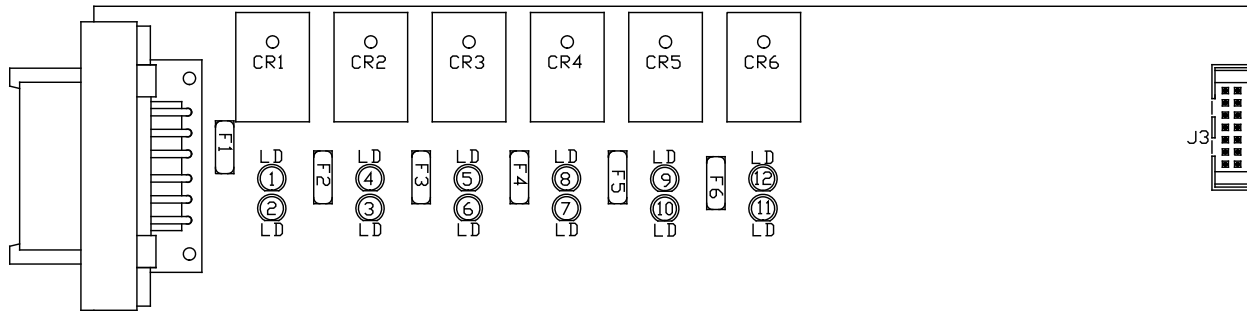 CR1 CR2 CR3 CR4 CR5 CR6
J3
F1
LD LD LD LD LD LD
1 F2 4 F3 5 F4 8 F5 9 F6 12
2 3 6 7 10 11
LD LD LD LD LD LD